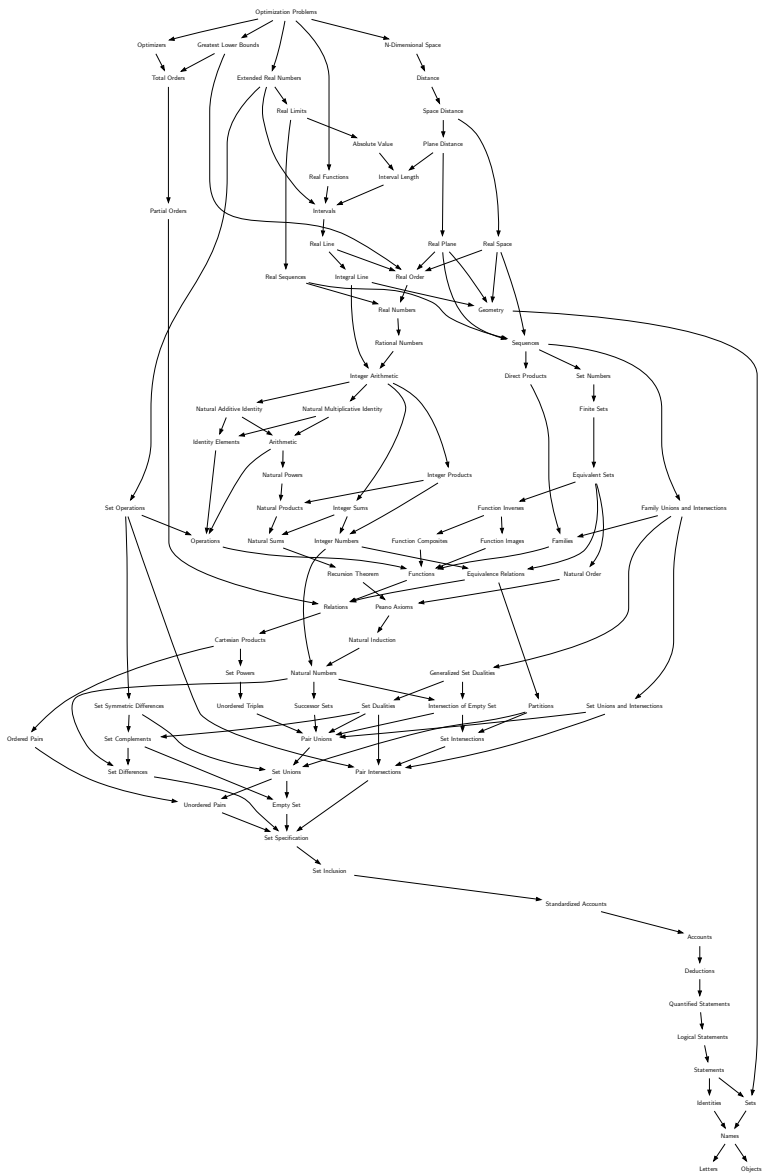 Optimization Problems
Optimizers
Greatest Lower Bounds
N-Dimensional Space
Total Orders
Extended Real Numbers
Distance
Real Limits
Space Distance
Absolute Value
Plane Distance
Real Functions
Interval Length
Partial Orders
Intervals
Real Line
Real Plane
Real Space
Real Sequences
Integral Line
Real Order
Real Numbers
Geometry
Rational Numbers
Sequences
Integer Arithmetic
Direct Products
Set Numbers
Natural Additive Identity
Natural Multiplicative Identity
Finite Sets
Identity Elements
Arithmetic
Natural Powers
Integer Products
Equivalent Sets
Set Operations
Natural Products
Integer Sums
Function Inverses
Family Unions and Intersections
Operations
Natural Sums
Integer Numbers
Function Composites
Function Images
Families
Recursion Theorem
Functions
Equivalence Relations
Natural Order
Relations
Peano Axioms
Cartesian Products
Natural Induction
Set Powers
Natural Numbers
Generalized Set Dualities
Set Symmetric Differences
Unordered Triples
Successor Sets
Set Dualities
Intersection of Empty Set
Partitions
Set Unions and Intersections
Ordered Pairs
Set Complements
Pair Unions
Set Intersections
Set Differences
Set Unions
Pair Intersections
Unordered Pairs
Empty Set
Set Specification
Set Inclusion
Standardized Accounts
Accounts
Deductions
Quantified Statements
Logical Statements
Statements
Identities
Sets
Names
Letters
Objects